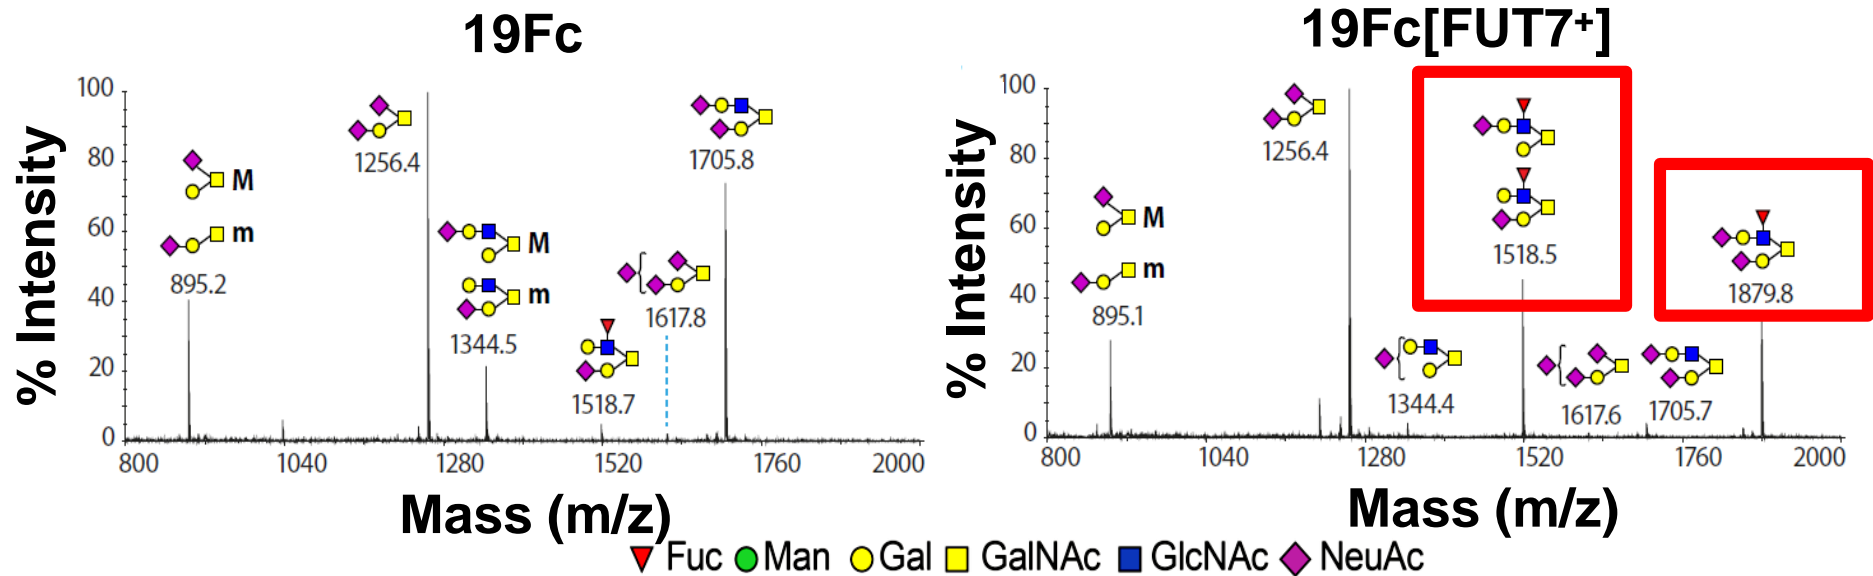 19Fc
% Intensity
100
80
60
40
20
0
M
m
895.2
1256.4
M
m
1344.5
1518.7
1617.8
1705.8
800 1040 1280 1520 1760 2000
Mass (m/z)
19Fc[FUT7+]
% Intensity
100
80
60
40
20
0
M
m
895.1
1256.4
1344.4
1518.5
1617.6
1705.7
1879.8
800 1040 1280 1520 1760 2000
Mass (m/z)
Fuc Man Gal GalNAc GlcNAc NeuAc